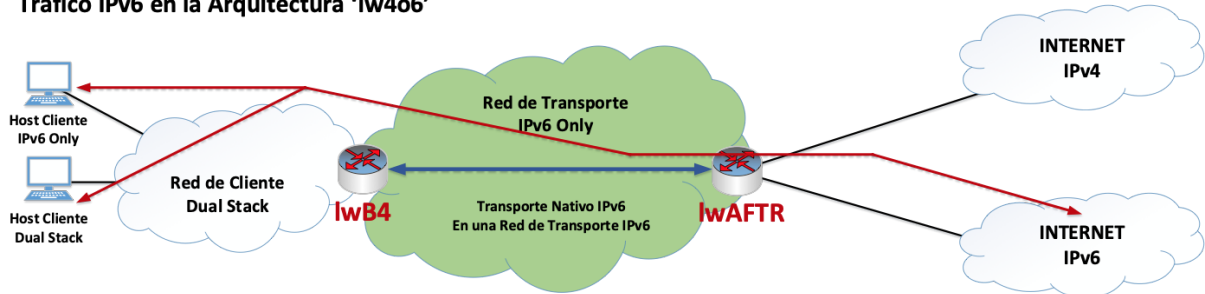 Tráfico IPv6 en la Arquitectura 'lw4o6'
INTERNET
IPv4
Red de Transporte
IPv6 Only
Host Cliente
IPv6 Only
Red de Cliente
Dual Stack
Host Cliente
Dual Stack
lwB4
Transporte Nativo IPv6
En una Red de Transporte IPv6
lwAFTR
INTERNET
IPv6